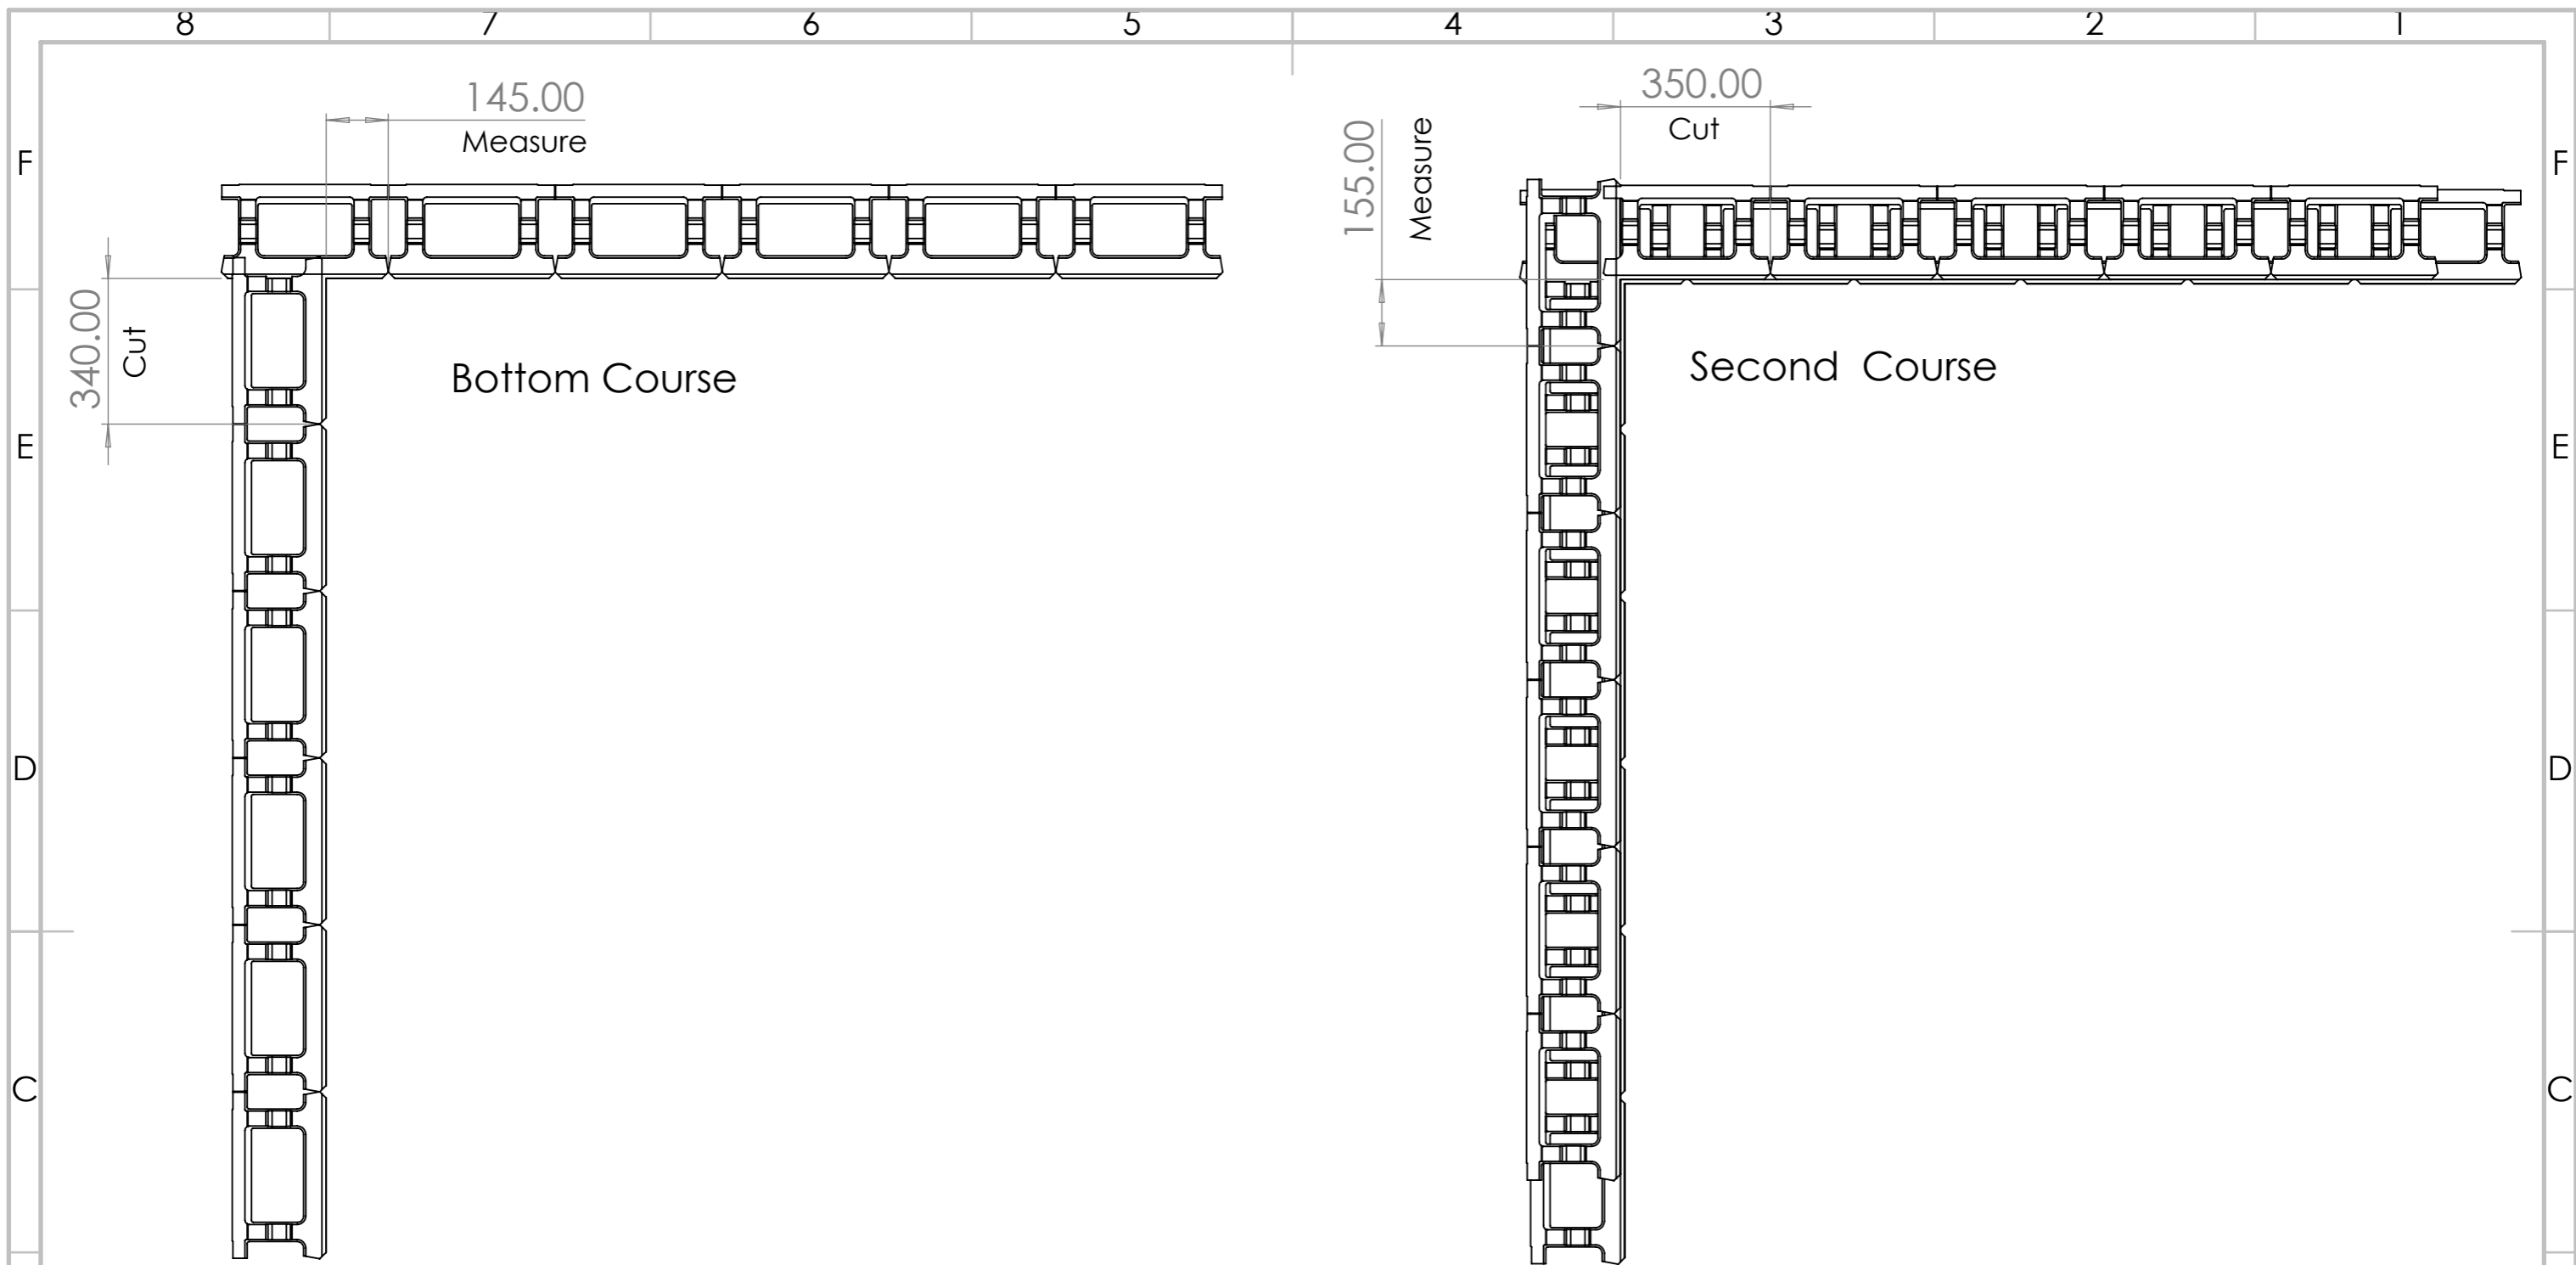 8 7 6 5 4 3 2 1
145.00
Measure
350.00
Cut
155.00
Measure
F F
340.00
Cut
Bottom Course
Second Course
E E
D D
C C